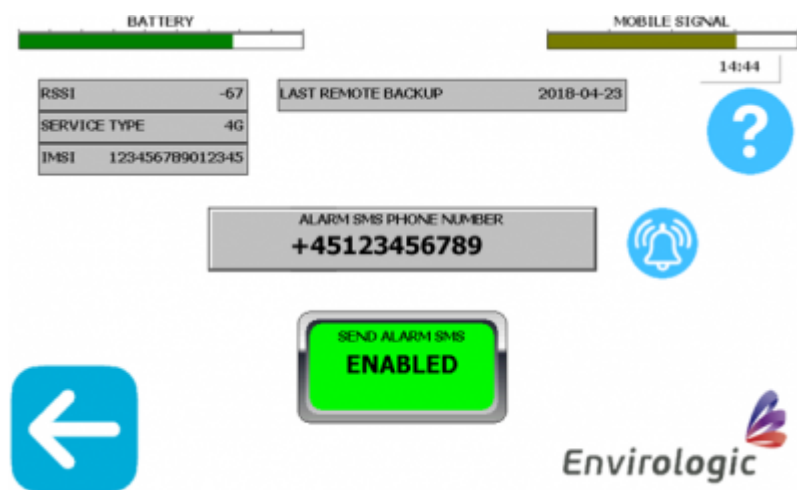 BATTERY
MOBILE SIGNAL
14:44
RSSI -67
LAST REMOTE BACKUP 2018-04-23
SERVICE TYPE 4G
IMSI 123456789012345
?
ALARM SMS PHONE NUMBER
+45123456789
SEND ALARM SMS
ENABLED
Envirologic